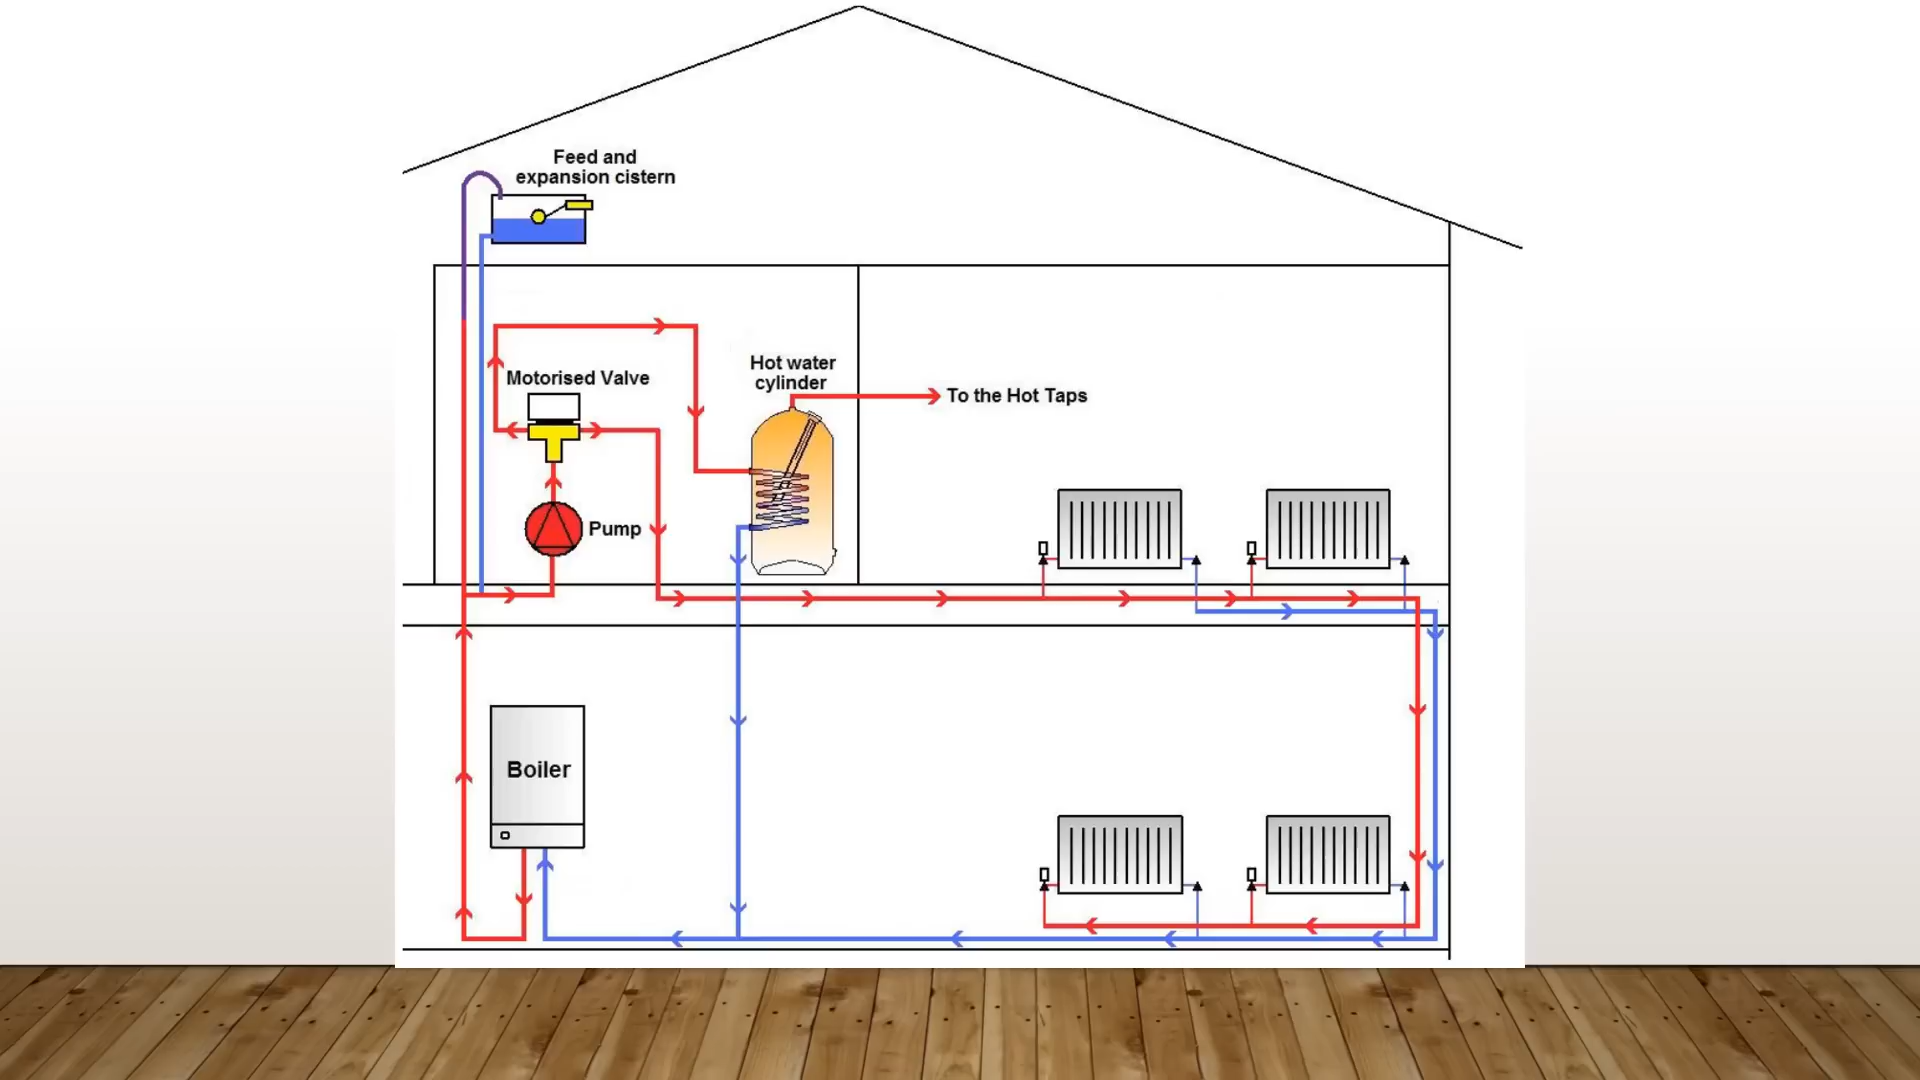 Feed and
expansion cistern
Hot water
cylinder
Motorised Valve
To the Hot Taps
Pump
Boiler